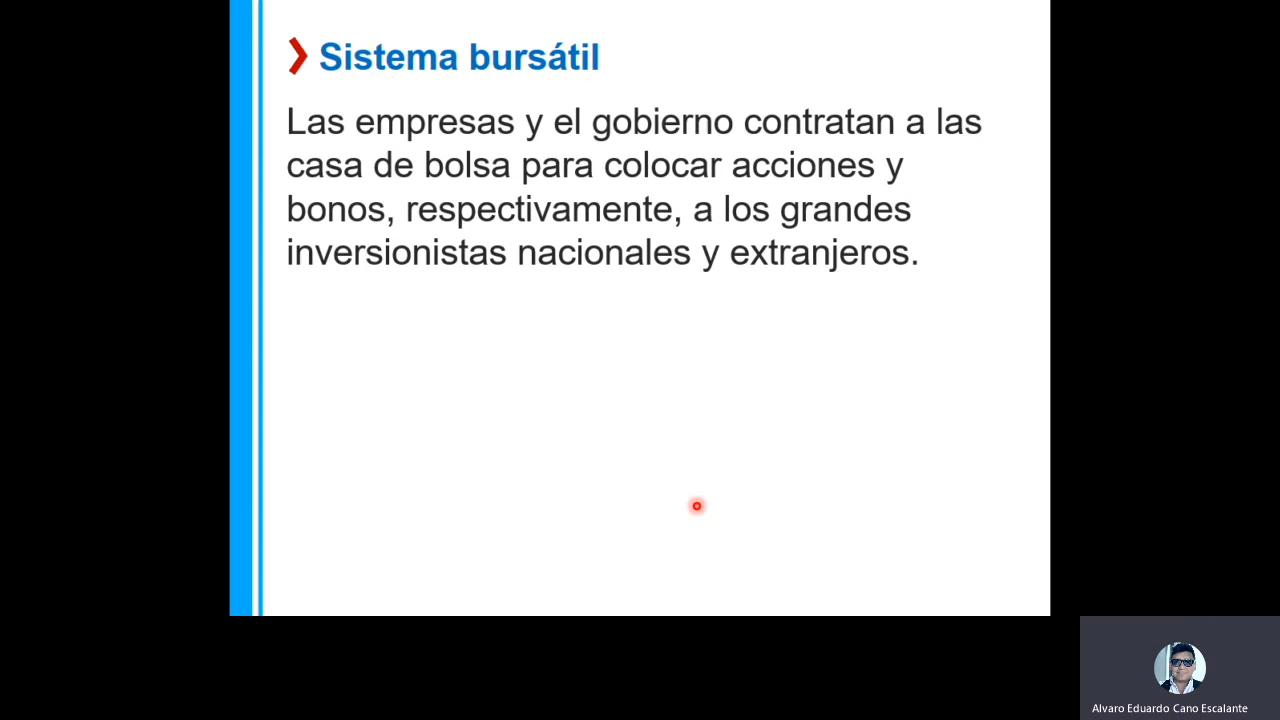 Sistema bursátil
Las empresas y el gobierno contratan a las
casa de bolsa para colocar acciones y
bonos, respectivamente, a los grandes
inversionistas nacionales y extranjeros.
Alvaro Eduardo Cano Escalante